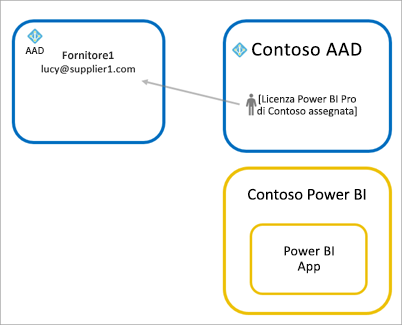 AAD
Fornitore1
lucy@supplier1.com
Contoso AAD
[Licenza Power BI Pro
di Contoso assegnata]
Contoso Power BI
Power BI
App